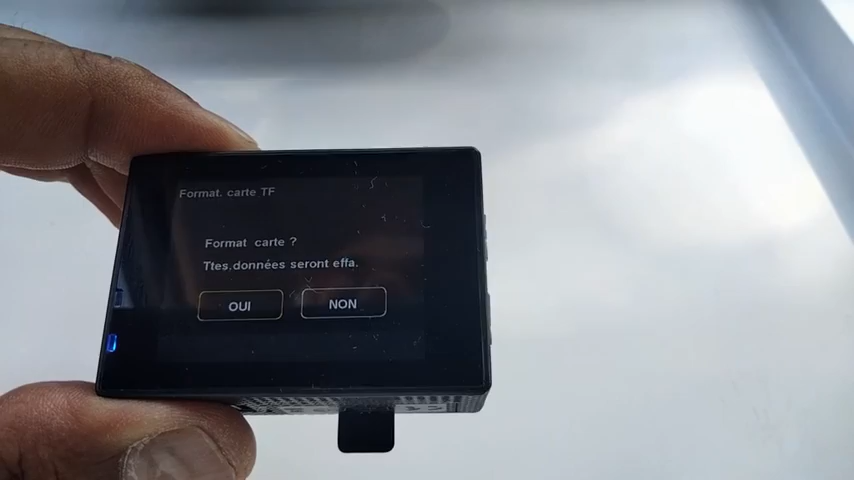 Format. carte TF
Format carte ?
Ttes.données seront effa.
OUI NON